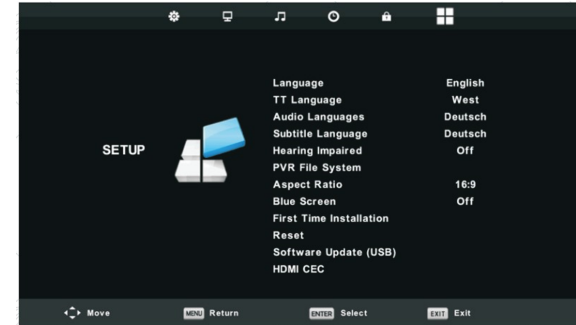 SETUP
Language English
TT Language West
Audio Languages Deutsch
Subtitle Language Deutsch
Hearing Impaired Off
PVR File System
Aspect Ratio 16:9
Blue Screen Off
First Time Installation
Reset
Software Update (USB)
HDMI CEC
Move MENU Return ENTER Select EXIT Exit